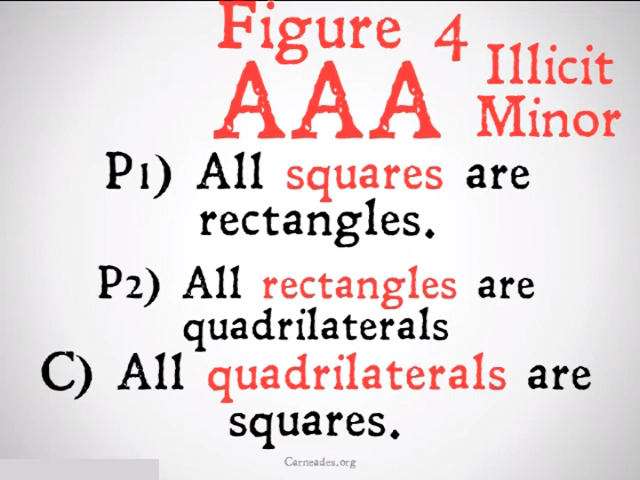 Figure 4
AAA
Illicit
Minor
P1) All squares are
rectangles.
P2) All rectangles are
quadrilaterals
C) All quadrilaterals are
squares.
Carneades.org